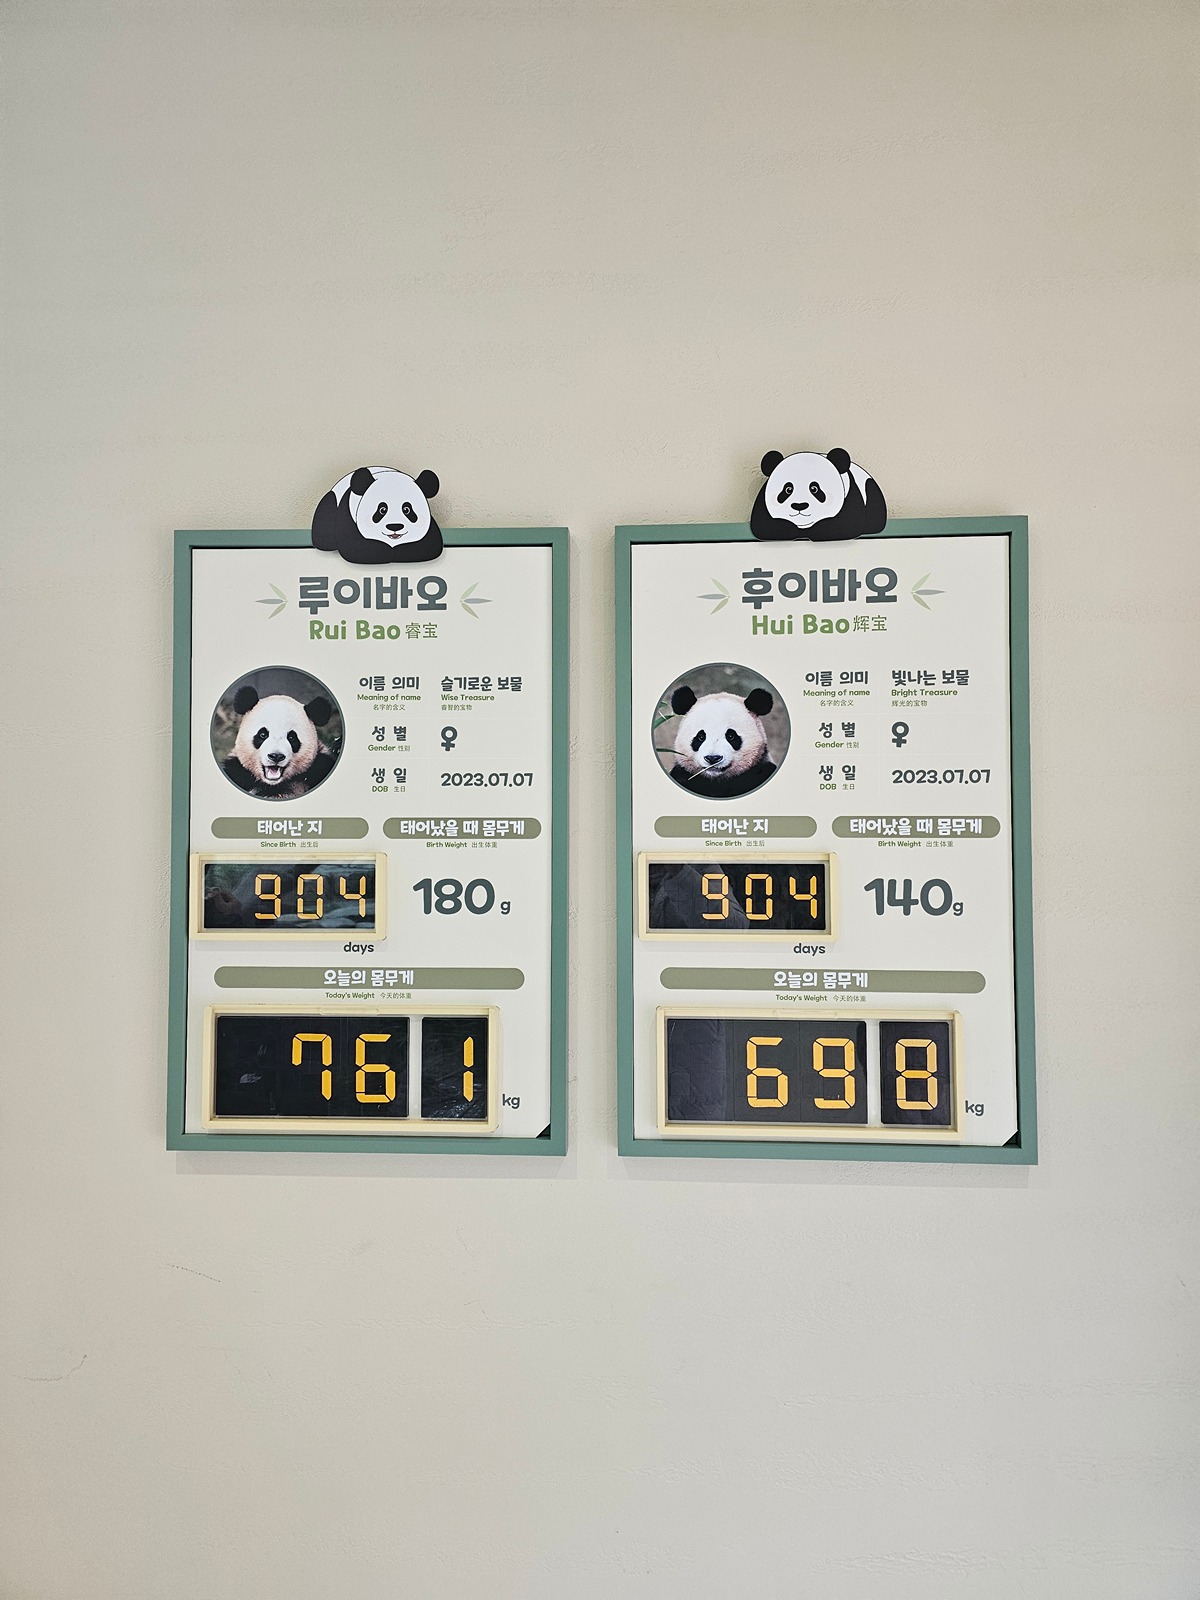 루이바오
Rui Bao 睿宝
이름 의미 슬기로운 보물
Meaning of name Wise Treasure
名字的含义 睿智的宝物
성 별 ♀
Gender 性别
생 일 2023.07.07
DOB 生日
태어난 지 태어났을 때 몸무게
Since Birth 出生后 Birth Weight 出生体重
904 180 g
days
오늘의 몸무게
Today's Weight 今天的体重
76 1 kg
후이바오
Hui Bao 辉宝
이름 의미 빛나는 보물
Meaning of name Bright Treasure
名字的含义 辉光的宝物
성 별 ♀
Gender 性别
생 일 2023.07.07
DOB 生日
태어난 지 태어났을 때 몸무게
Since Birth 出生后 Birth Weight 出生体重
904 140 g
days
오늘의 몸무게
Today's Weight 今天的体重
69 8 kg